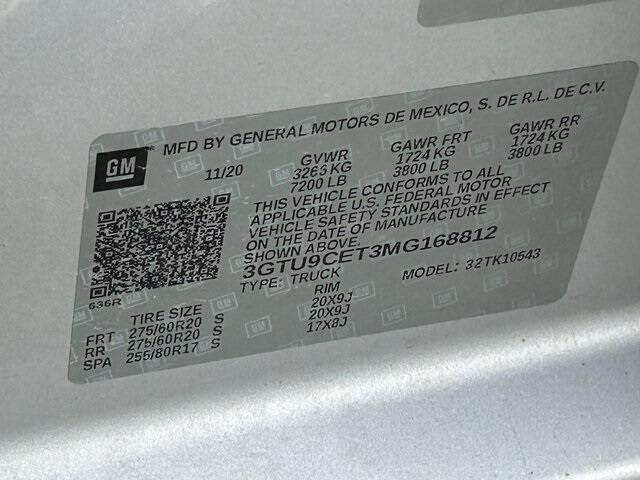 MFD BY GENERAL MOTORS DE MEXICO, S. DE R.L. DE C.V.
GM
11/20 GVWR GAWR FRT GAWR RR
3266 KG 1724 KG 1724 KG
7200 LB 3800 LB 3800 LB
THIS VEHICLE CONFORMS TO ALL
APPLICABLE U.S. FEDERAL MOTOR
VEHICLE SAFETY STANDARDS IN EFFECT
ON THE DATE OF MANUFACTURE
SHOWN ABOVE.
3GTU9CET3MG168812
TYPE: TRUCK MODEL: 32TK10543
636R
TIRE SIZE RIM
FRT 275/60R20 S 20X9J
RR 275/60R20 S 20X9J
SPA 255/80R17 S 17X8J